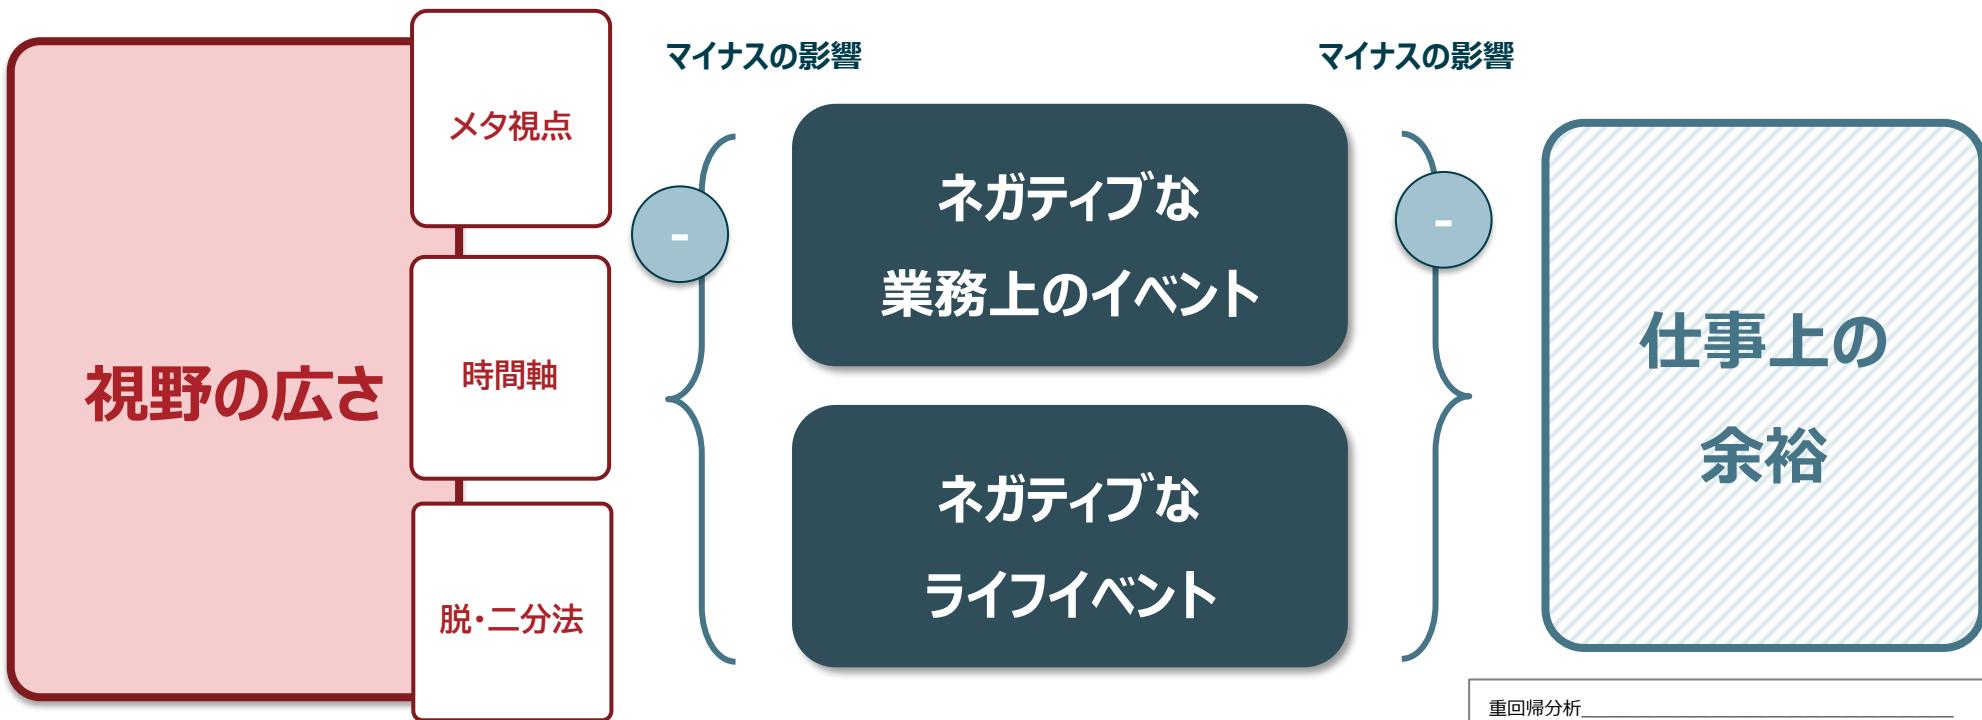 マイナスの影響
マイナスの影響
メタ視点
時間軸
脱・二分法
視野の広さ
-
ネガティブな
業務上のイベント
ネガティブな
ライフイベント
-
仕事上の
余裕
重回帰分析